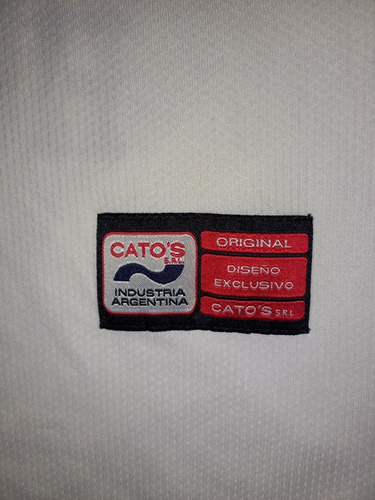 CATO'S
S.R.L.
INDUSTRIA
ARGENTINA
ORIGINAL
DISEÑO
EXCLUSIVO
CATO'S S.R.L